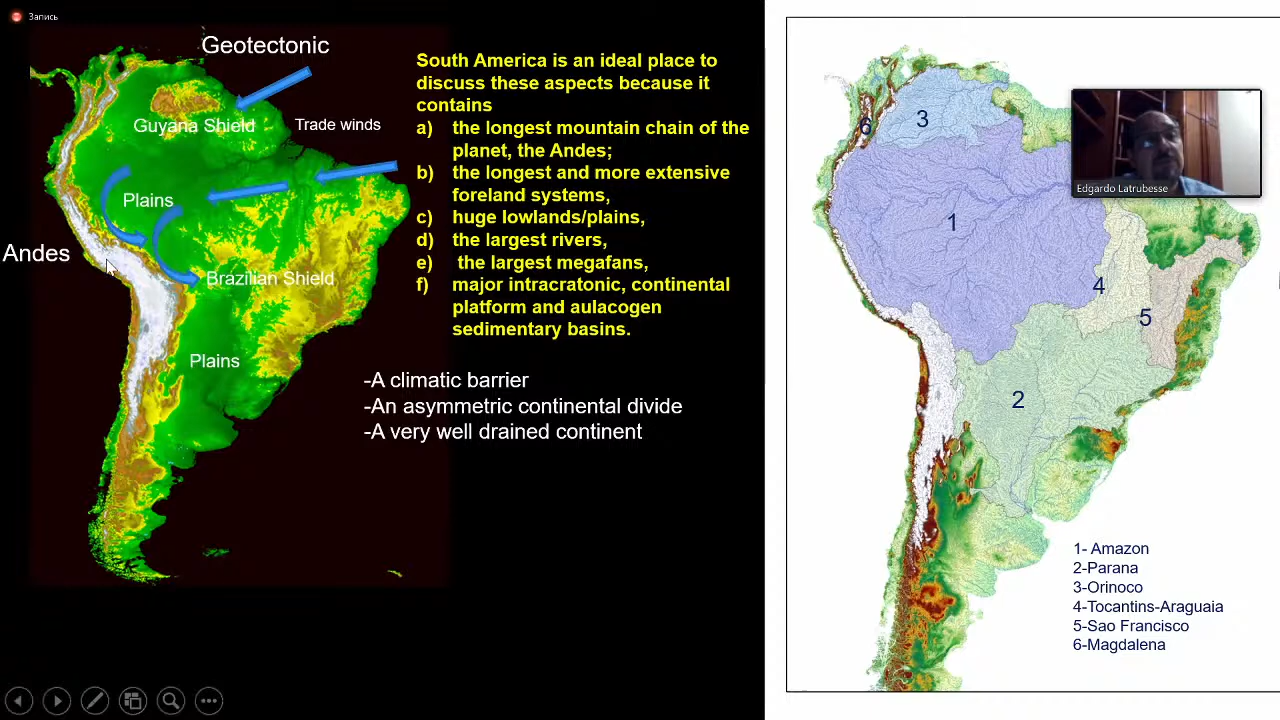 Запись
Geotectonic
Guyana Shield
Trade winds
Plains
Andes
Brazilian Shield
Plains
South America is an ideal place to
discuss these aspects because it
contains
a) the longest mountain chain of the
planet, the Andes;
b) the longest and more extensive
foreland systems,
c) huge lowlands/plains,
d) the largest rivers,
e) the largest megafans,
f) major intracratonic, continental
platform and aulacogen
sedimentary basins.
-A climatic barrier
-An asymmetric continental divide
-A very well drained continent
6
3
1
4
5
2
Edgardo Latrubesse
1- Amazon
2-Parana
3-Orinoco
4-Tocantins-Araguaia
5-Sao Francisco
6-Magdalena